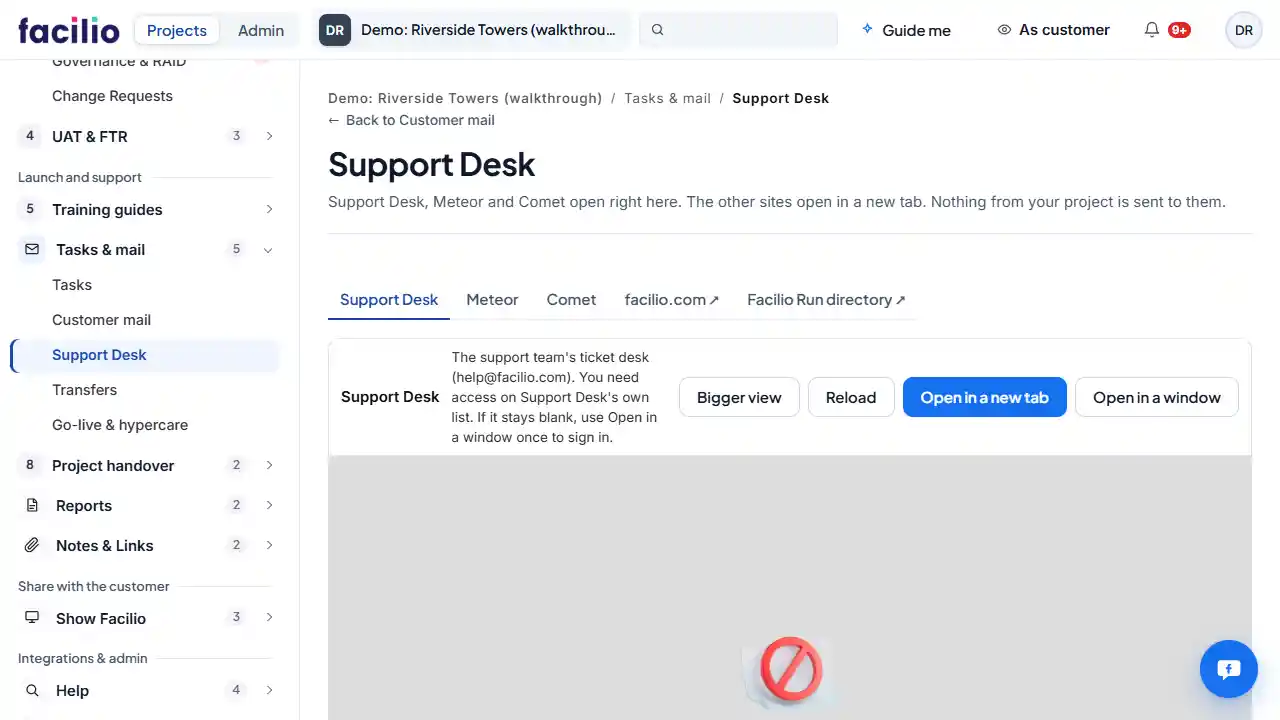 facilio
Projects
Admin
DR
Demo: Riverside Towers (walkthrou...
Guide me
As customer
9+
DR
Governance & RAID
Change Requests
4 UAT & FTR 3
Launch and support
5 Training guides
Tasks & mail 5
Tasks
Customer mail
Support Desk
Transfers
Go-live & hypercare
8 Project handover 2
Reports 2
Notes & Links 2
Share with the customer
Show Facilio 3
Integrations & admin
Help 4
Demo: Riverside Towers (walkthrough) / Tasks & mail / Support Desk
← Back to Customer mail
Support Desk
Support Desk, Meteor and Comet open right here. The other sites open in a new tab. Nothing from your project is sent to them.
Support Desk
Meteor
Comet
facilio.com ↗
Facilio Run directory ↗
Support Desk
The support team's ticket desk
(help@facilio.com). You need
access on Support Desk's own
list. If it stays blank, use Open in
a window once to sign in.
Bigger view
Reload
Open in a new tab
Open in a window